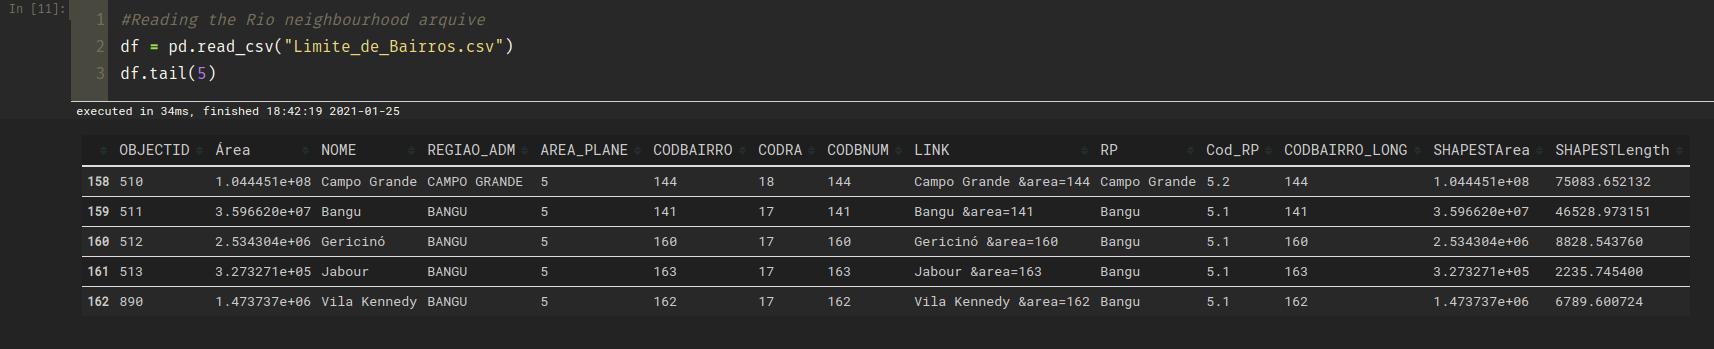 In [11]:
1 #Reading the Rio neighbourhood arquive
2 df = pd.read_csv("Limite_de_Bairros.csv")
3 df.tail(5)
executed in 34ms, finished 18:42:19 2021-01-25
OBJECTID Área NOME REGIAO_ADM AREA_PLANE CODBAIRRO CODRA CODBNUM LINK RP Cod_RP CODBAIRRO_LONG SHAPESTArea SHAPESTLength
158 510 1.044451e+08 Campo Grande CAMPO GRANDE 5 144 18 144 Campo Grande &area=144 Campo Grande 5.2 144 1.044451e+08 75083.652132
159 511 3.596620e+07 Bangu BANGU 5 141 17 141 Bangu &area=141 Bangu 5.1 141 3.596620e+07 46528.973151
160 512 2.534304e+06 Gericinó BANGU 5 160 17 160 Gericinó &area=160 Bangu 5.1 160 2.534304e+06 8828.543760
161 513 3.273271e+05 Jabour BANGU 5 163 17 163 Jabour &area=163 Bangu 5.1 163 3.273271e+05 2235.745400
162 890 1.473737e+06 Vila Kennedy BANGU 5 162 17 162 Vila Kennedy &area=162 Bangu 5.1 162 1.473737e+06 6789.600724